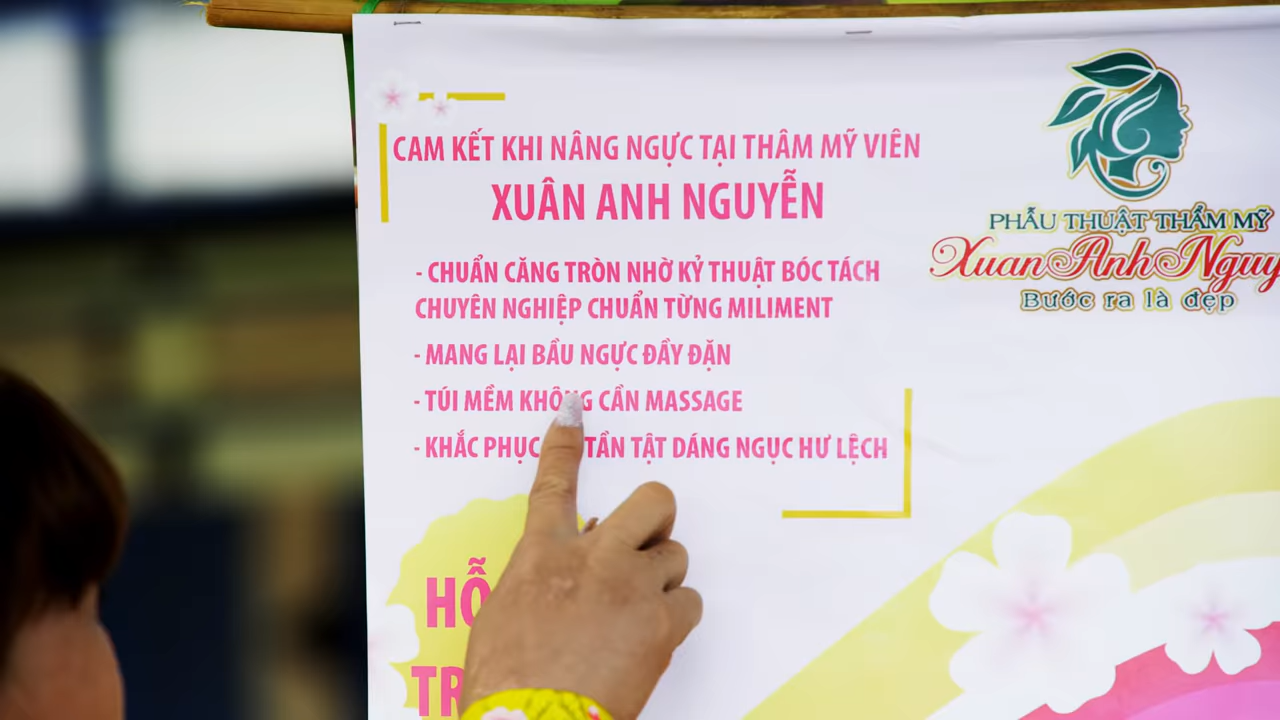 CAM KẾT KHI NÂNG NGỰC TẠI THÂM MỸ VIÊN
XUÂN ANH NGUYỄN
- CHUẨN CĂNG TRÒN NHỜ KỶ THUẬT BÓC TÁCH
CHUYÊN NGHIỆP CHUẨN TỪNG MILIMENT
- MANG LẠI BẦU NGỰC ĐẦY ĐẶN
- TÚI MỀM KHÔNG CẦN MASSAGE
- KHẮC PHỤC TẦN TẬT DÁNG NGỤC HƯ LỆCH
HỖ
TR
PHẪU THUẬT THẨM MỸ
Xuan Anh Nguy
Bước ra là đẹp